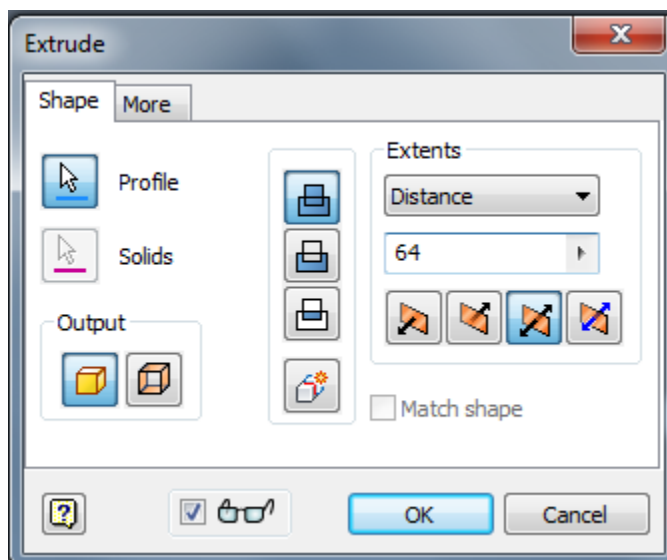 Extrude
Shape More
Profile
Solids
Output
Extents
Distance
64
Match shape
? OK Cancel